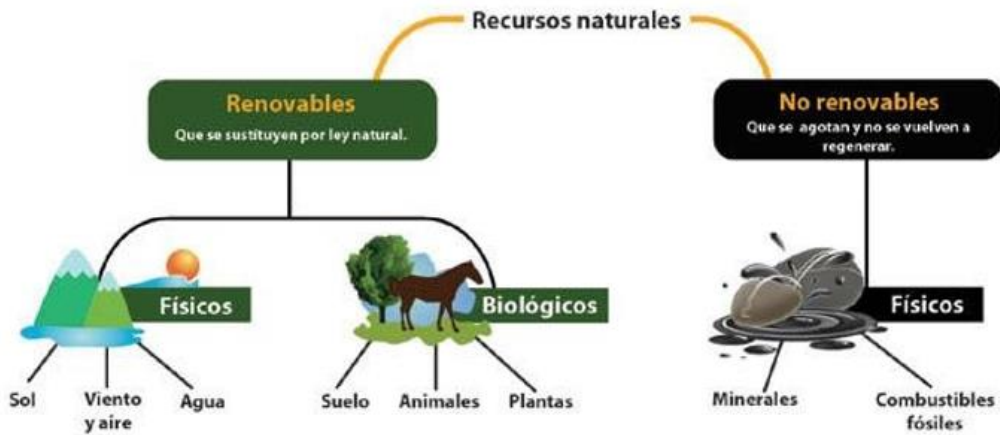 Recursos naturales
Renovables
Que se sustituyen por ley natural.
No renovables
Que se agotan y no se vuelven a
regenerar.
Físicos
Biológicos
Físicos
Sol
Viento
y aire
Agua
Suelo
Animales
Plantas
Minerales
Combustibles
fósiles